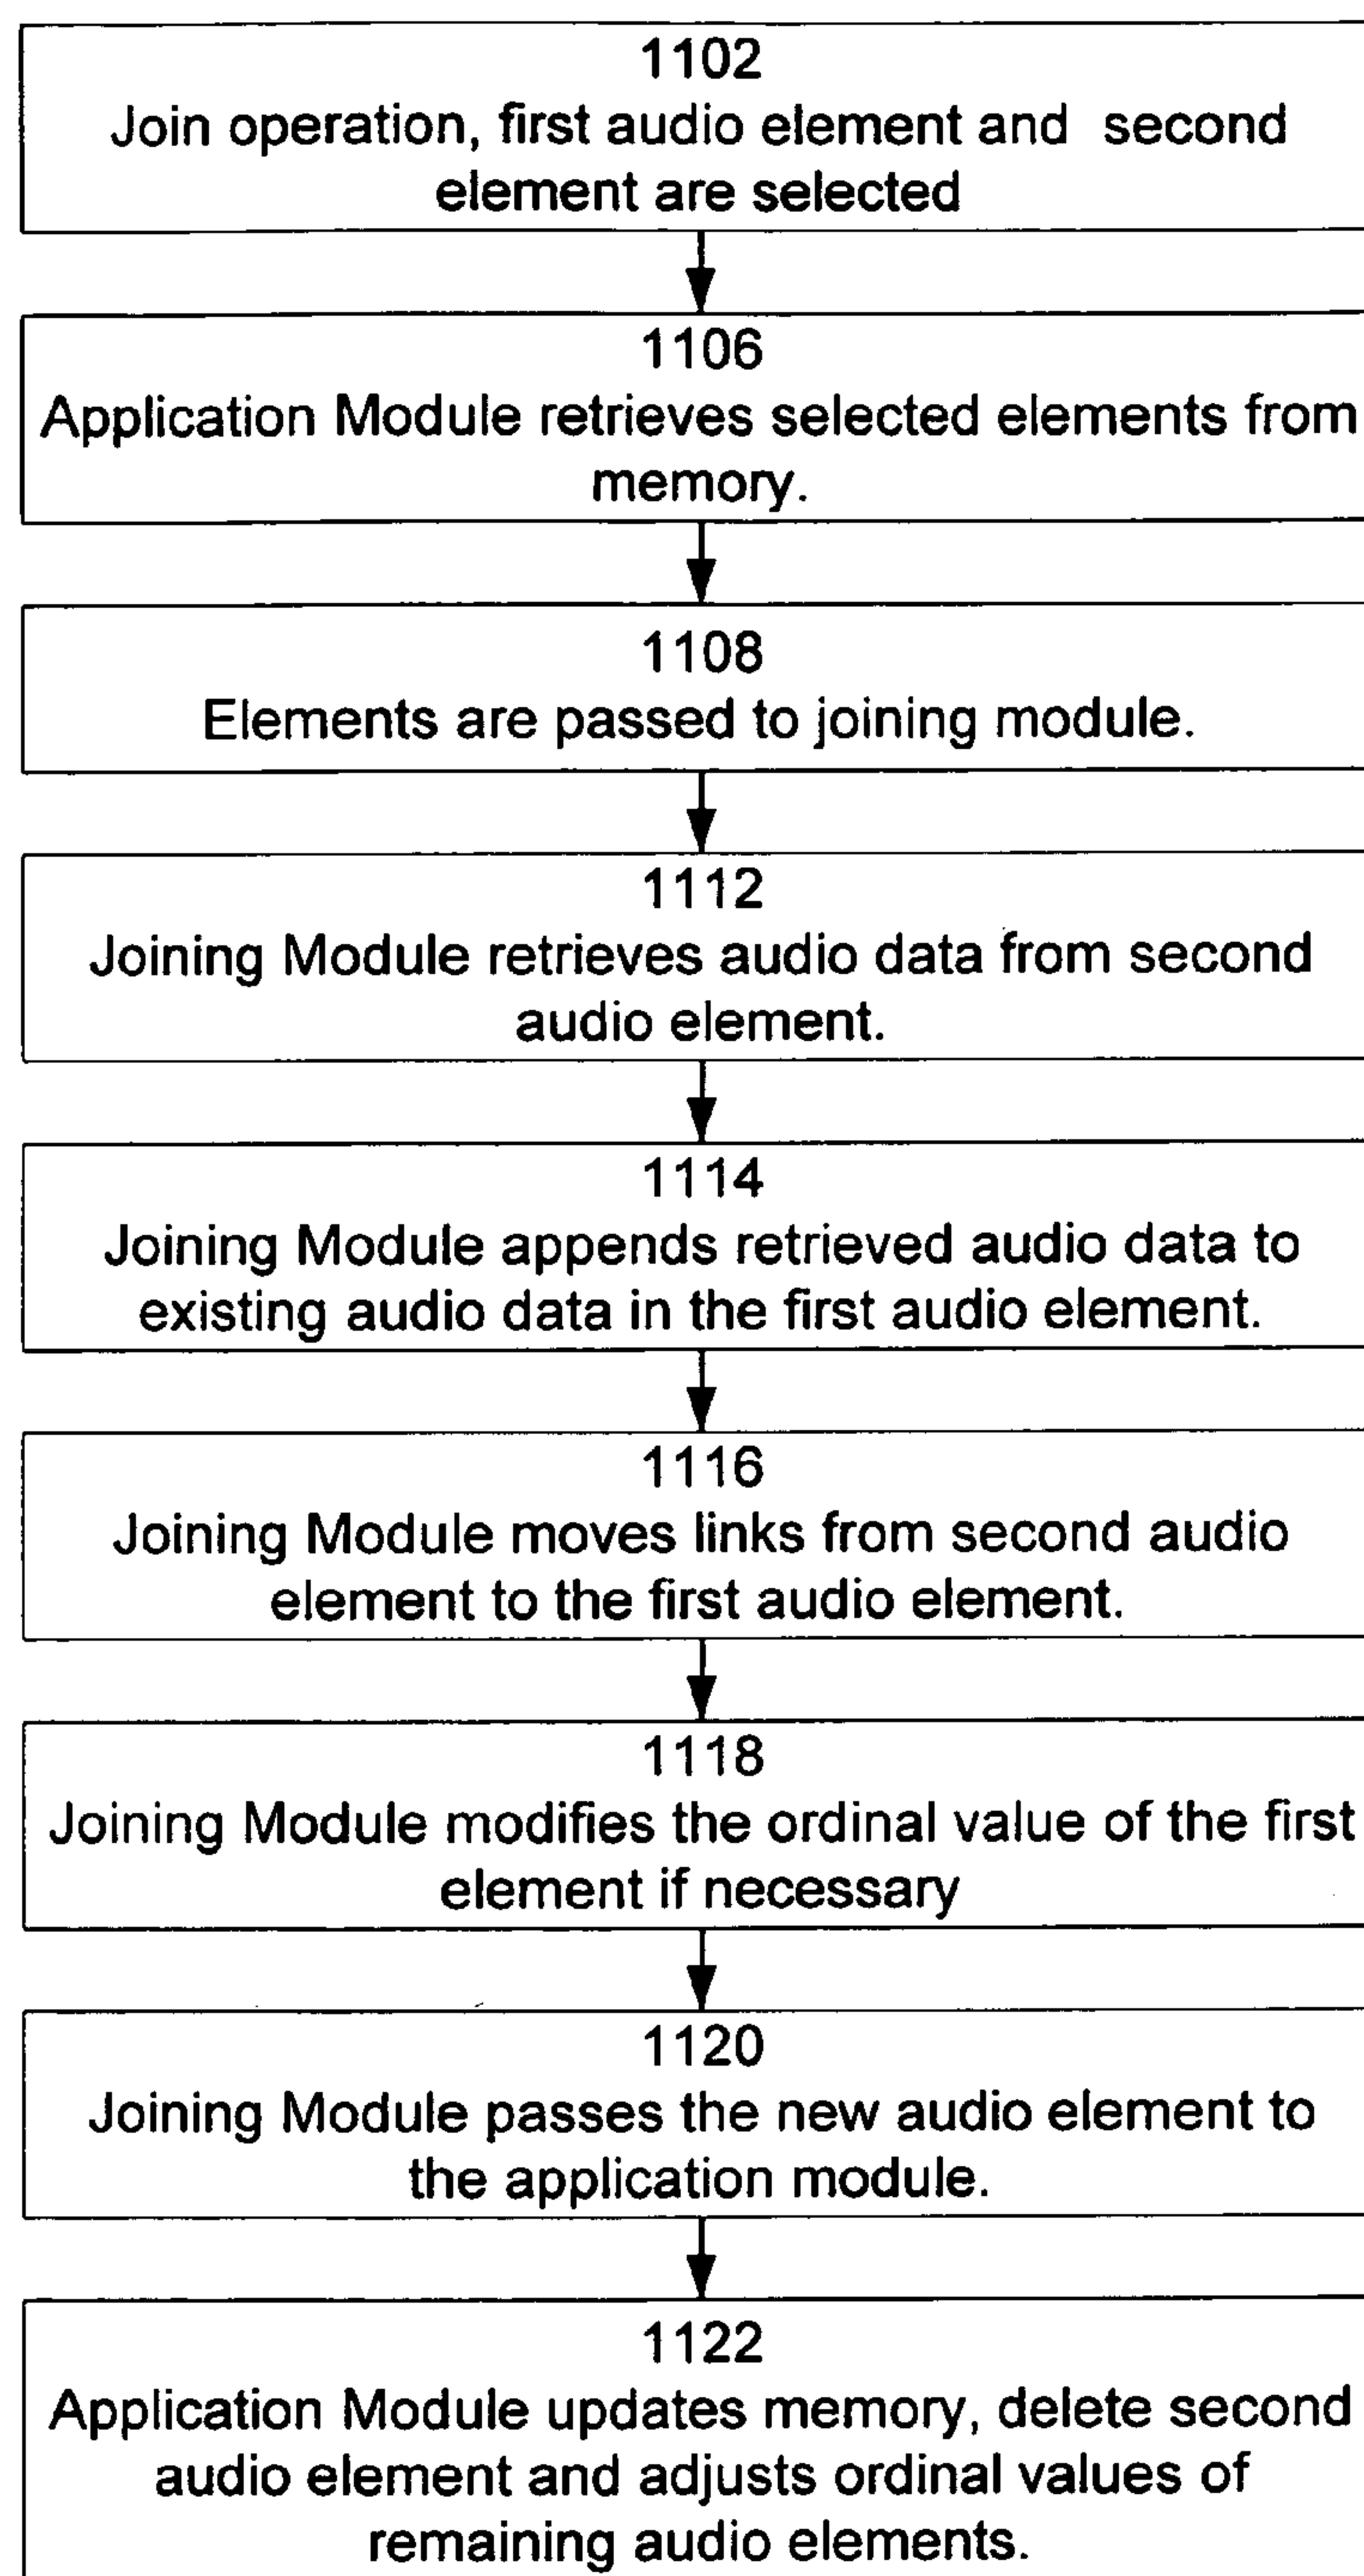 1102
Join operation, first audio element and second
element are selected
1106
Application Module retrieves selected elements from
memory.
1108
Elements are passed to joining module.
1112
Joining Module retrieves audio data from second
audio element.
1114
Joining Module appends retrieved audio data to
existing audio data in the first audio element.
1116
Joining Module moves links from second audio
element to the first audio element.
1118
Joining Module modifies the ordinal value of the first
element if necessary
1120
Joining Module passes the new audio element to
the application module.
1122
Application Module updates memory, delete second
audio element and adjusts ordinal values of
remaining audio elements.